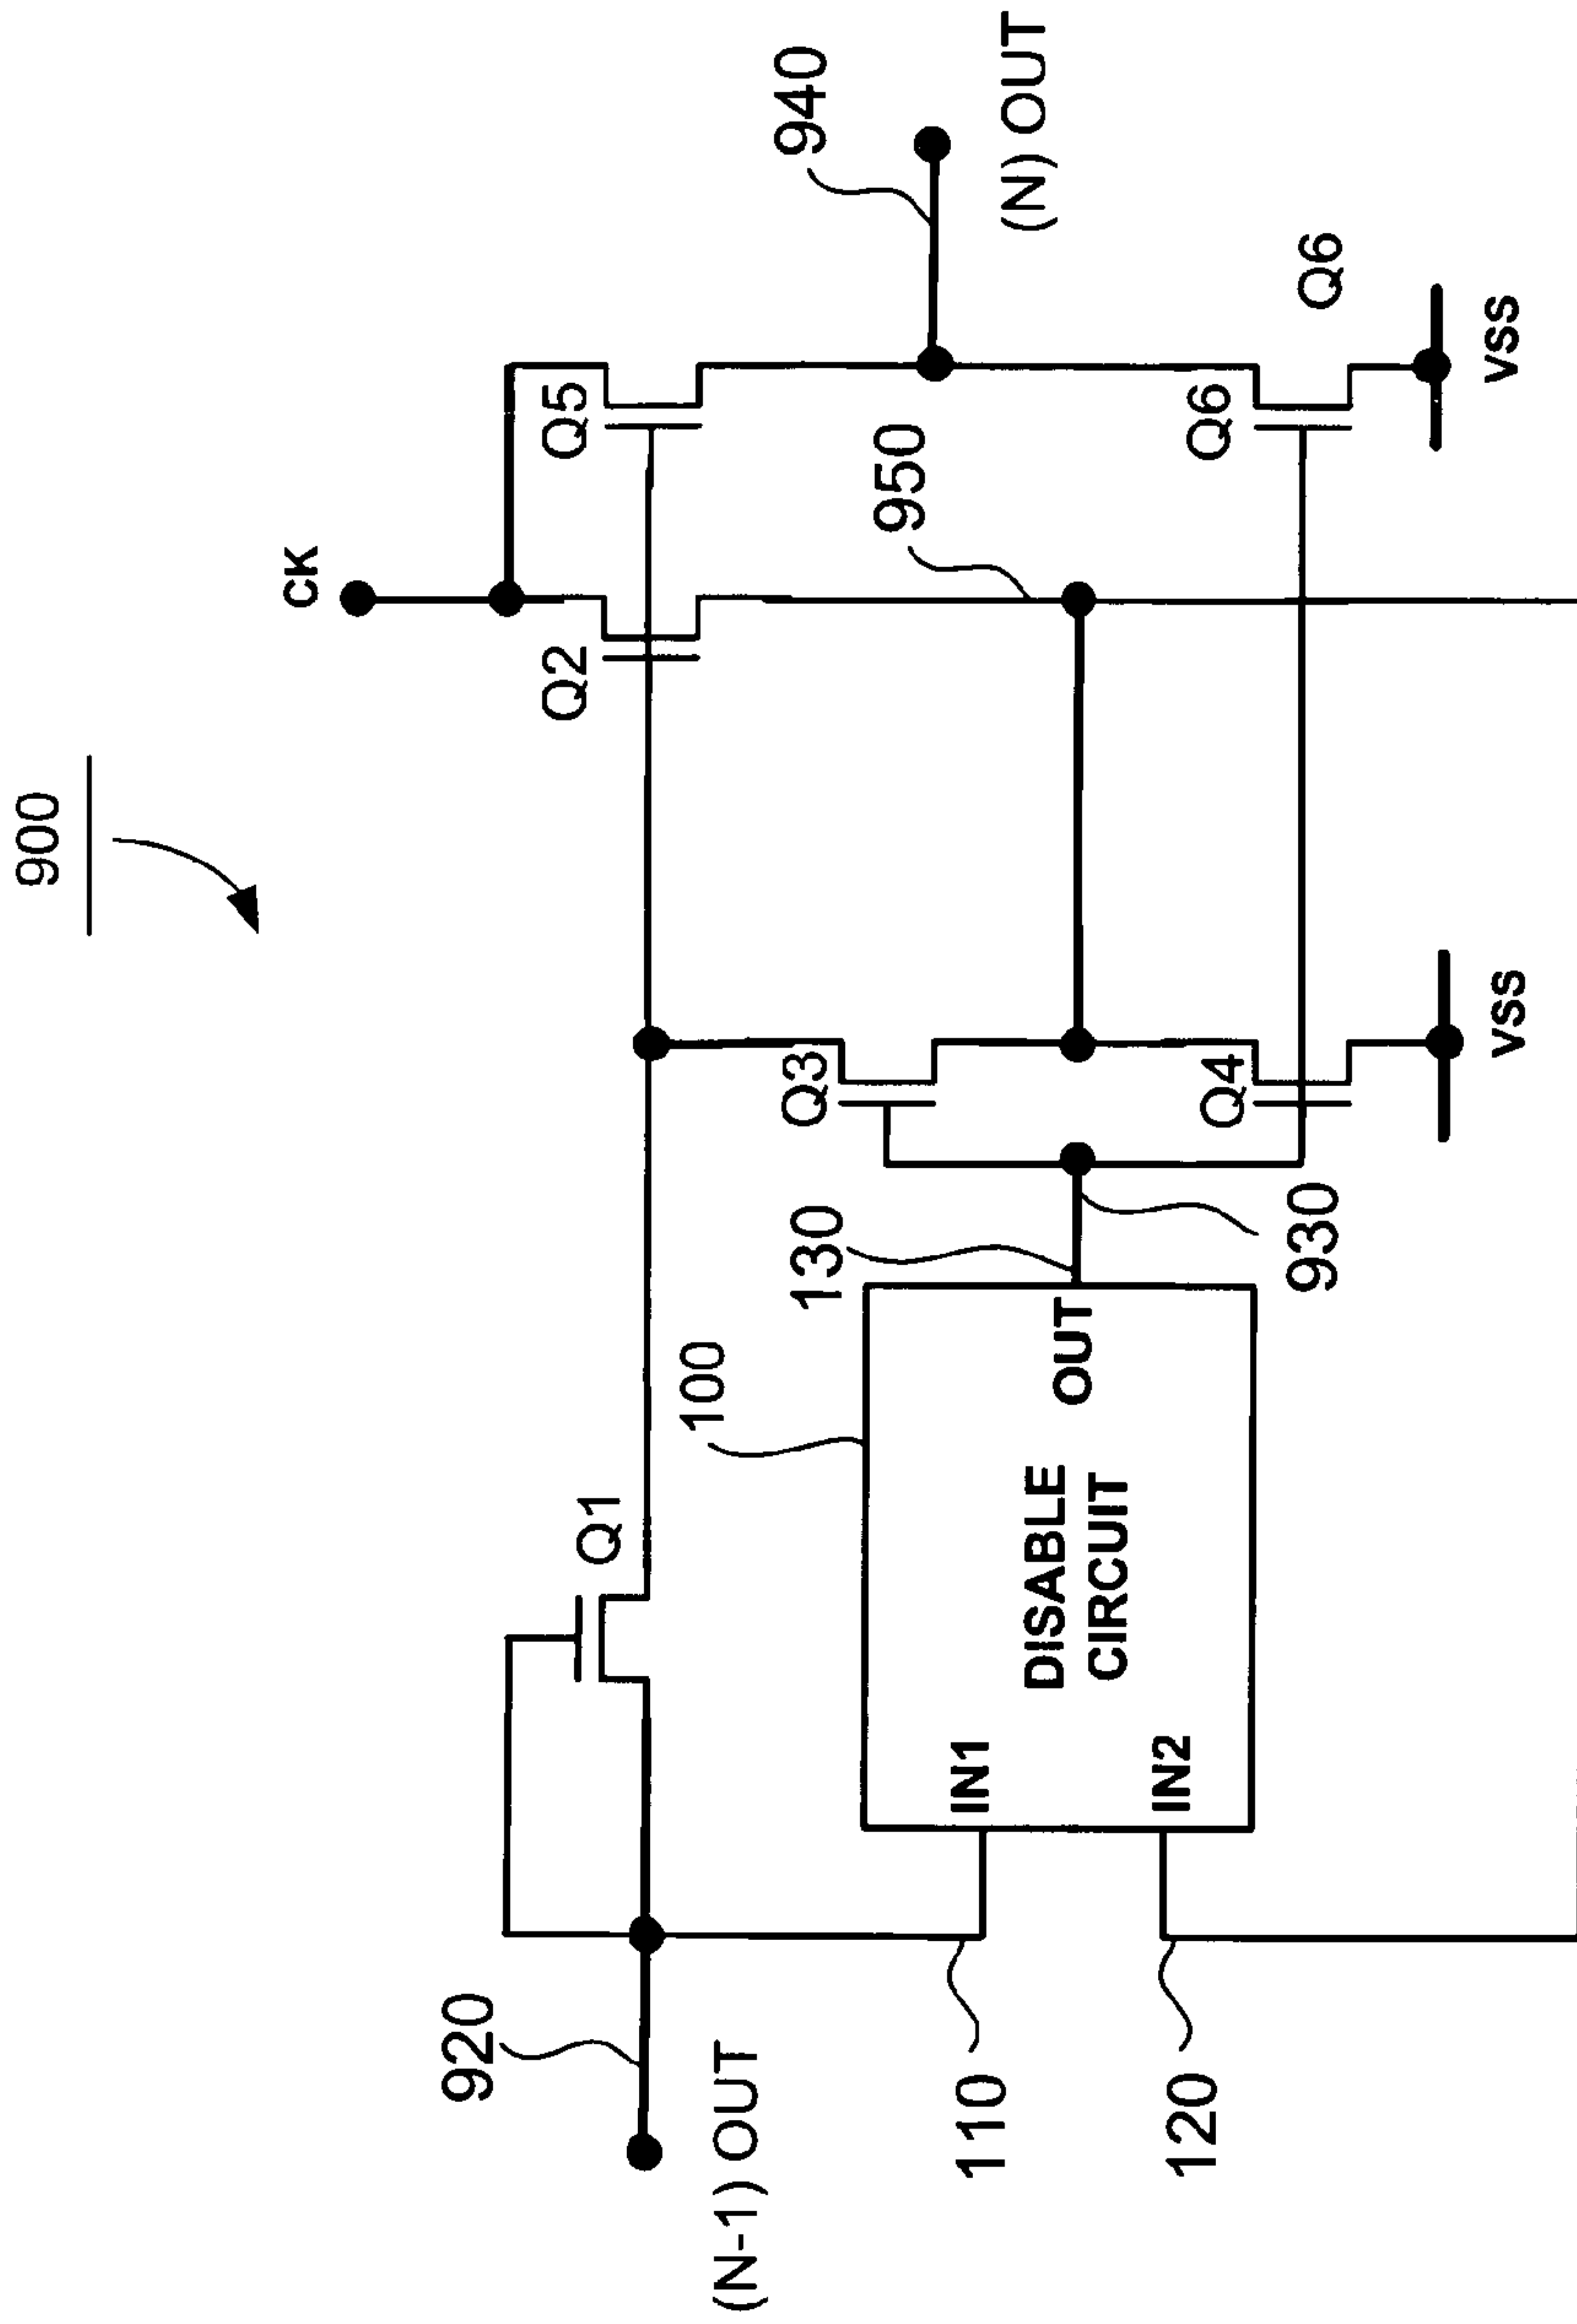 900
CK
Q2
Q5
940
(N) OUT
950
Q6
Q6
VSS
Q3
Q4
VSS
130
930
100
Q1
DISABLE
CIRCUIT
OUT
IN1
IN2
920
(N-1) OUT
110
120